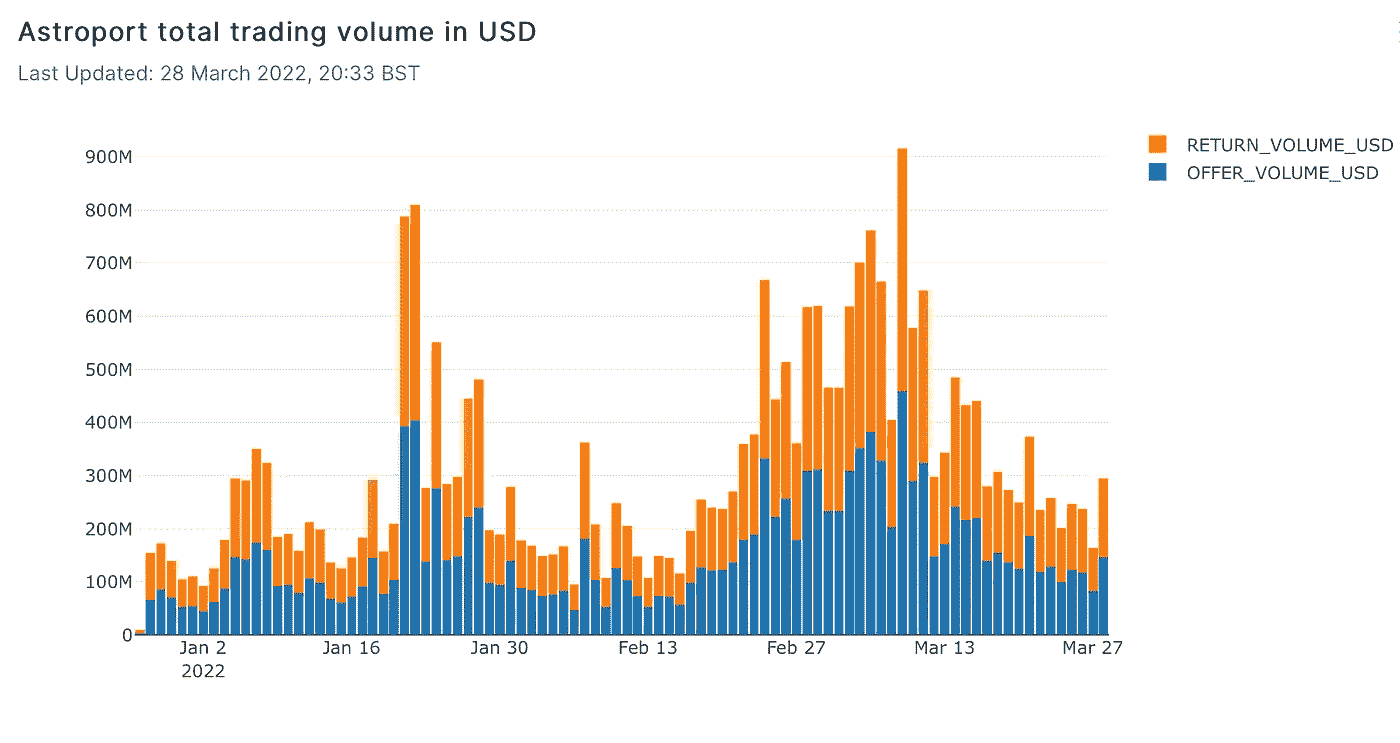 Astroport total trading volume in USD
Last Updated: 28 March 2022, 20:33 BST
RETURN_VOLUME_USD
OFFER_VOLUME_USD
900M
800M
700M
600M
500M
400M
300M
200M
100M
0
Jan 2 Jan 16 Jan 30 Feb 13 Feb 27 Mar 13 Mar 27
2022